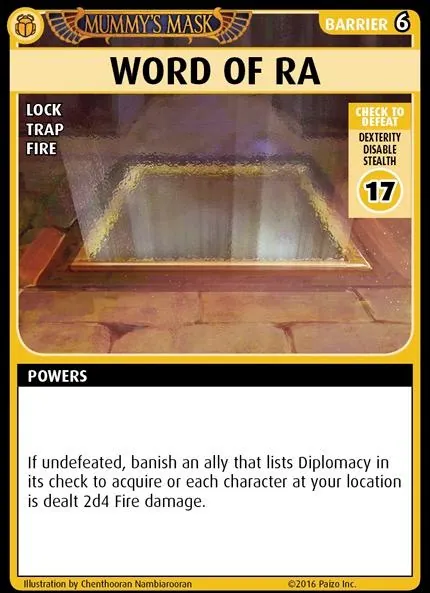 MUMMY'S MASK
BARRIER 6
WORD OF RA
LOCK
TRAP
FIRE
CHECK TO
DEFEAT
DEXTERITY
DISABLE
STEALTH
17
POWERS
If undefeated, banish an ally that lists Diplomacy in
its check to acquire or each character at your location
is dealt 2d4 Fire damage.
Illustration by Chenthooran Nambiarooran ©2016 Paizo Inc.